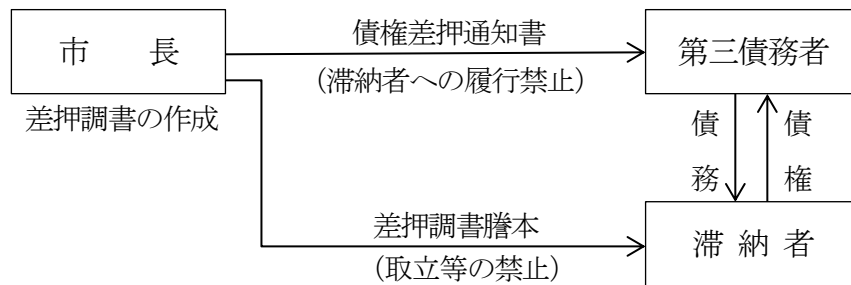 債権差押通知書
市　　長
第三債務者
（滞納者への履行禁止）
差押調書の作成
債　債
務　権
差押調書謄本
滞 納 者
（取立等の禁止）